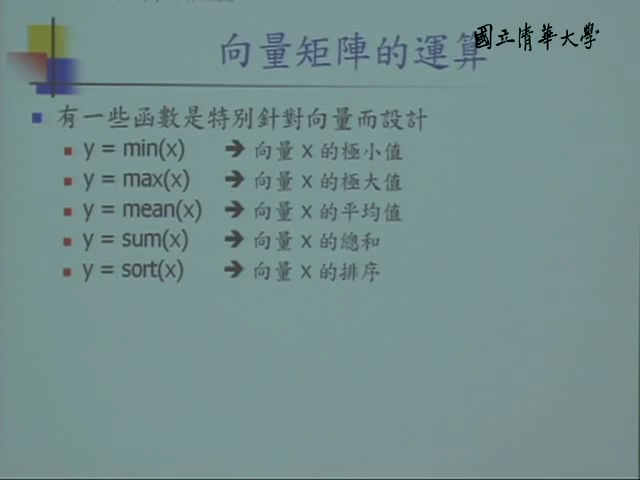 國立清華大學
向量矩陣的運算
有一些函數是特別針對向量而設計
y = min(x) ➔ 向量 x 的極小值
y = max(x) ➔ 向量 x 的極大值
y = mean(x) ➔ 向量 x 的平均值
y = sum(x) ➔ 向量 x 的總和
y = sort(x) ➔ 向量 x 的排序